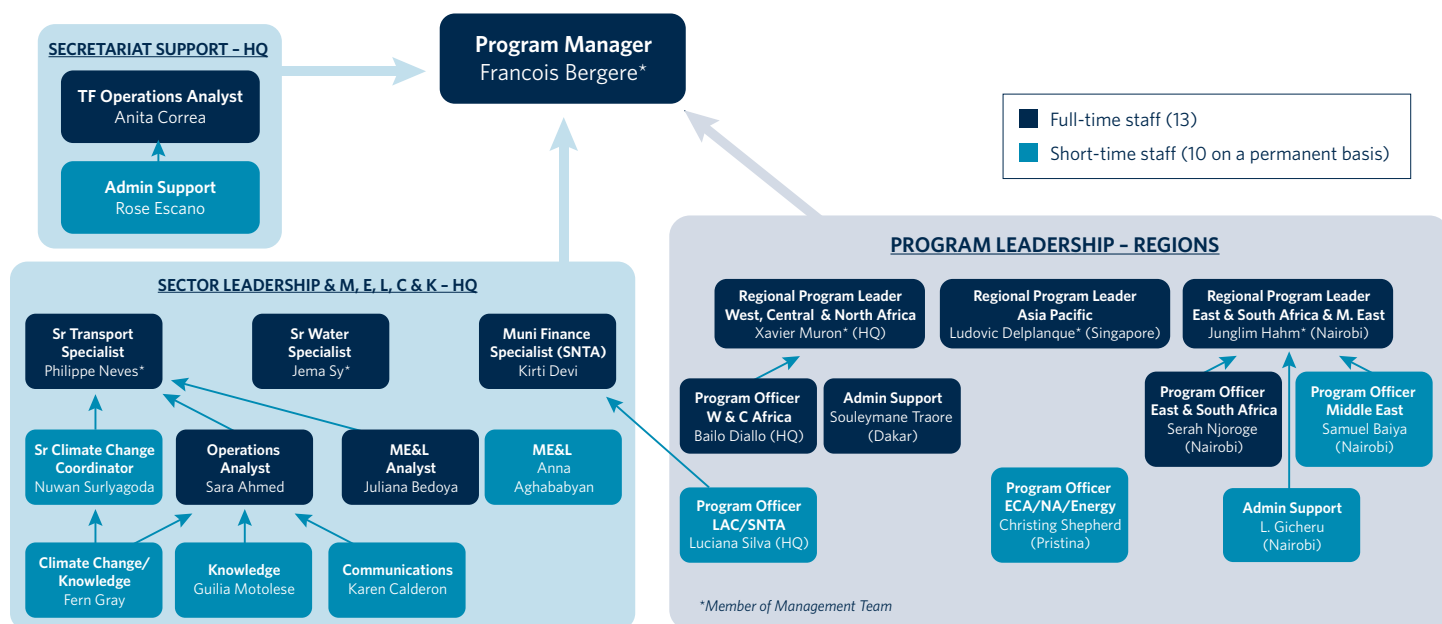 SECRETARIAT SUPPORT – HQ
TF Operations Analyst
Anita Correa
Admin Support
Rose Escano
Program Manager
Francois Bergere*
Full-time staff (13)
Short-time staff (10 on a permanent basis)
SECTOR LEADERSHIP & M, E, L, C & K – HQ
Sr Transport
Specialist
Philippe Neves*
Sr Water
Specialist
Jema Sy*
Muni Finance
Specialist (SNTA)
Kirti Devi
Sr Climate Change
Coordinator
Nuwan Surlyagoda
Operations
Analyst
Sara Ahmed
ME&L
Analyst
Juliana Bedoya
ME&L
Anna
Aghababyan
Climate Change/
Knowledge
Fern Gray
Knowledge
Guilia Motolese
Communications
Karen Calderon
PROGRAM LEADERSHIP – REGIONS
Regional Program Leader
West, Central & North Africa
Xavier Muron* (HQ)
Regional Program Leader
Asia Pacific
Ludovic Delplanque* (Singapore)
Regional Program Leader
East & South Africa & M. East
Junglim Hahm* (Nairobi)
Program Officer
W & C Africa
Bailo Diallo (HQ)
Admin Support
Souleymane Traore
(Dakar)
Program Officer
East & South Africa
Serah Njoroge
(Nairobi)
Program Officer
Middle East
Samuel Baiya
(Nairobi)
Program Officer
LAC/SNTA
Luciana Silva (HQ)
Program Officer
ECA/NA/Energy
Christing Shepherd
(Pristina)
Admin Support
L. Gicheru
(Nairobi)
*Member of Management Team